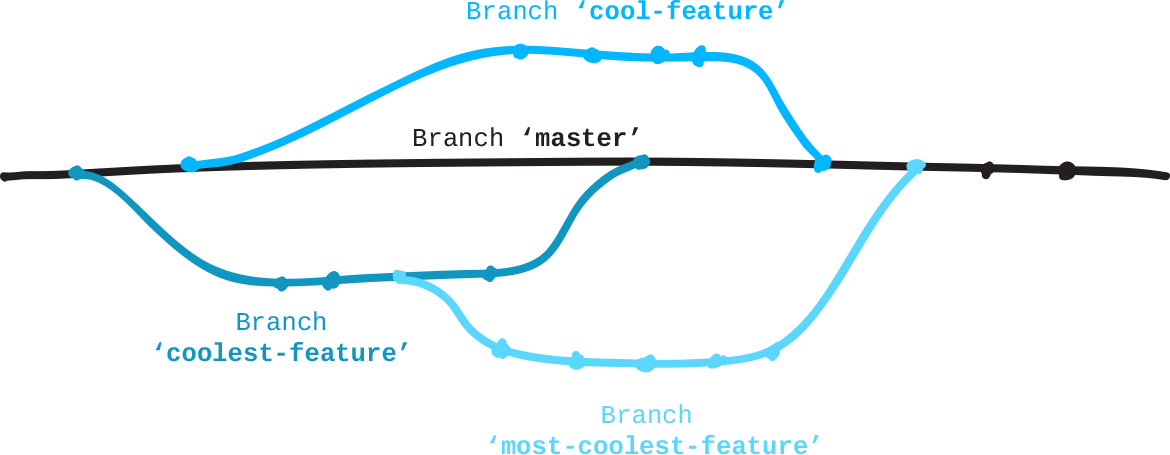 Branch ‘cool-feature’
Branch ‘master’
Branch
‘coolest-feature’
Branch
‘most-coolest-feature’